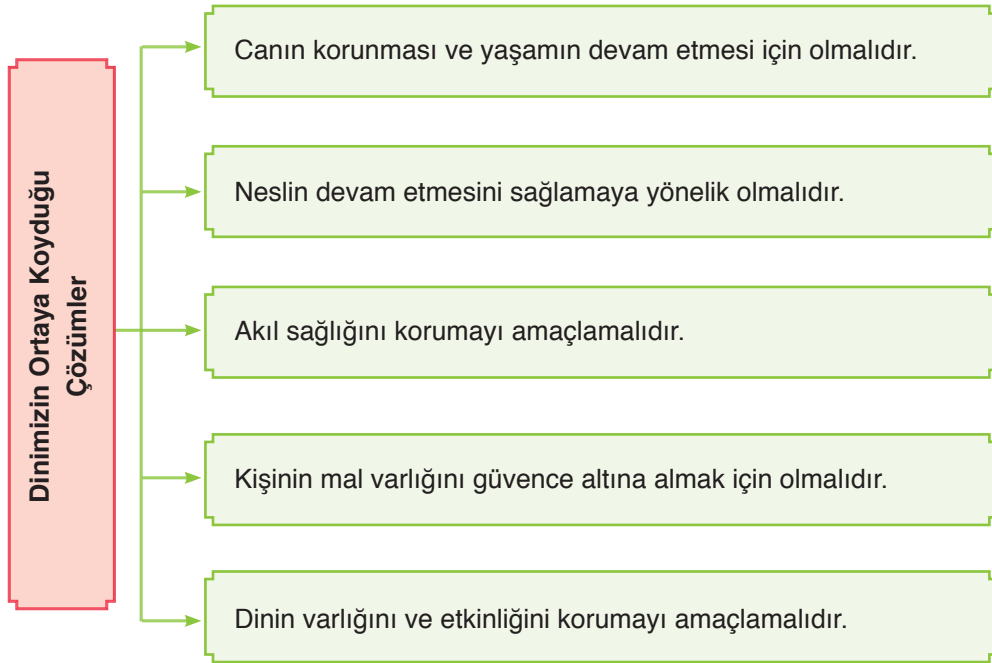 Dinimizin Ortaya Koyduğu
Çözümler
Canın korunması ve yaşamın devam etmesi için olmalıdır.
Neslin devam etmesini sağlamaya yönelik olmalıdır.
Akıl sağlığını korumayı amaçlamalıdır.
Kişinin mal varlığını güvence altına almak için olmalıdır.
Dinin varlığını ve etkinliğini korumayı amaçlamalıdır.